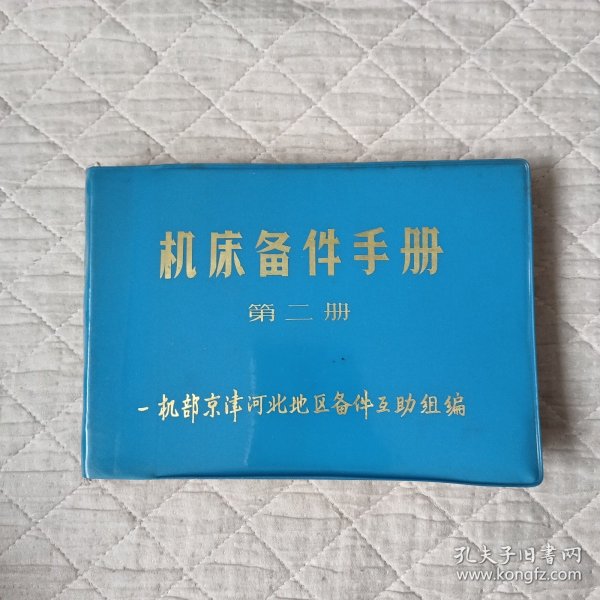 机床备件手册
第二册
一机部京津河北地区备件互助组编
孔夫子旧书网
www.kongfz.com